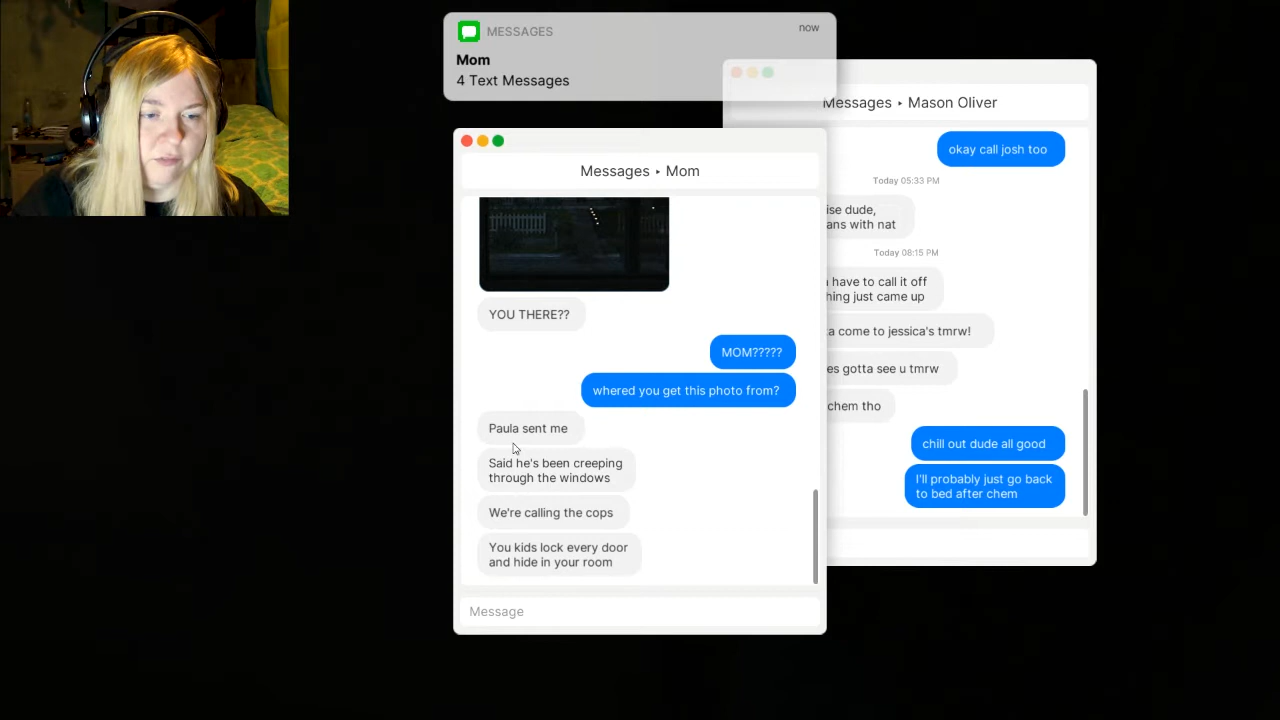 MESSAGES
now
Mom
4 Text Messages
Messages ‣ Mason Oliver
okay call josh too
Today 05:33 PM
dude,
with nat
Today 08:15 PM
have to call it off
just came up
come to jessica's tmrw!
gotta see u tmrw
chem tho
chill out dude all good
I'll probably just go back
to bed after chem
Messages ‣ Mom
YOU THERE??
MOM?????
whered you get this photo from?
Paula sent me
Said he's been creeping
through the windows
We're calling the cops
You kids lock every door
and hide in your room
Message